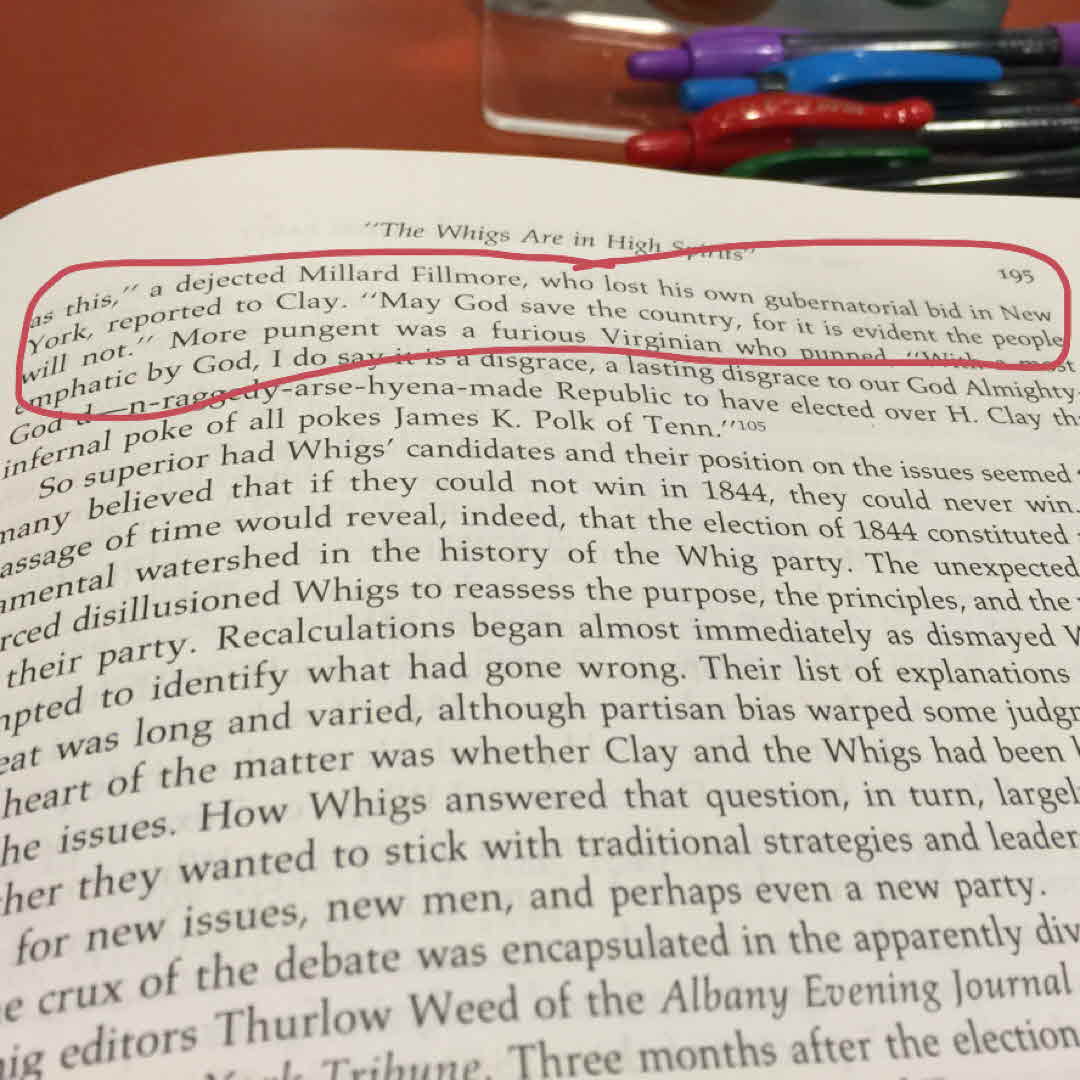 "The Whigs Are in High Spirits"
195
as this," a dejected Millard Fillmore, who lost his own gubernatorial bid in New
York, reported to Clay. "May God save the country, for it is evident the people
will not." More pungent was a furious Virginian who punned, "With a most
emphatic by God, I do say it is a disgrace, a lasting disgrace to our God Almighty
God d—n-raggedy-arse-hyena-made Republic to have elected over H. Clay
infernal poke of all pokes James K. Polk of Tenn."105
So superior had Whigs' candidates and their position on the issues seemed
many believed that if they could not win in 1844, they could never win.
assage of time would reveal, indeed, that the election of 1844 constituted
amental watershed in the history of the Whig party. The unexpected
rced disillusioned Whigs to reassess the purpose, the principles, and the
their party. Recalculations began almost immediately as dismayed
mpted to identify what had gone wrong. Their list of explanations
eat was long and varied, although partisan bias warped some judgm
heart of the matter was whether Clay and the Whigs had been
he issues. How Whigs answered that question, in turn, largel
her they wanted to stick with traditional strategies and leader
for new issues, new men, and perhaps even a new party.
e crux of the debate was encapsulated in the apparently div
ig editors Thurlow Weed of the Albany Evening Journal
York Tribune. Three months after the election